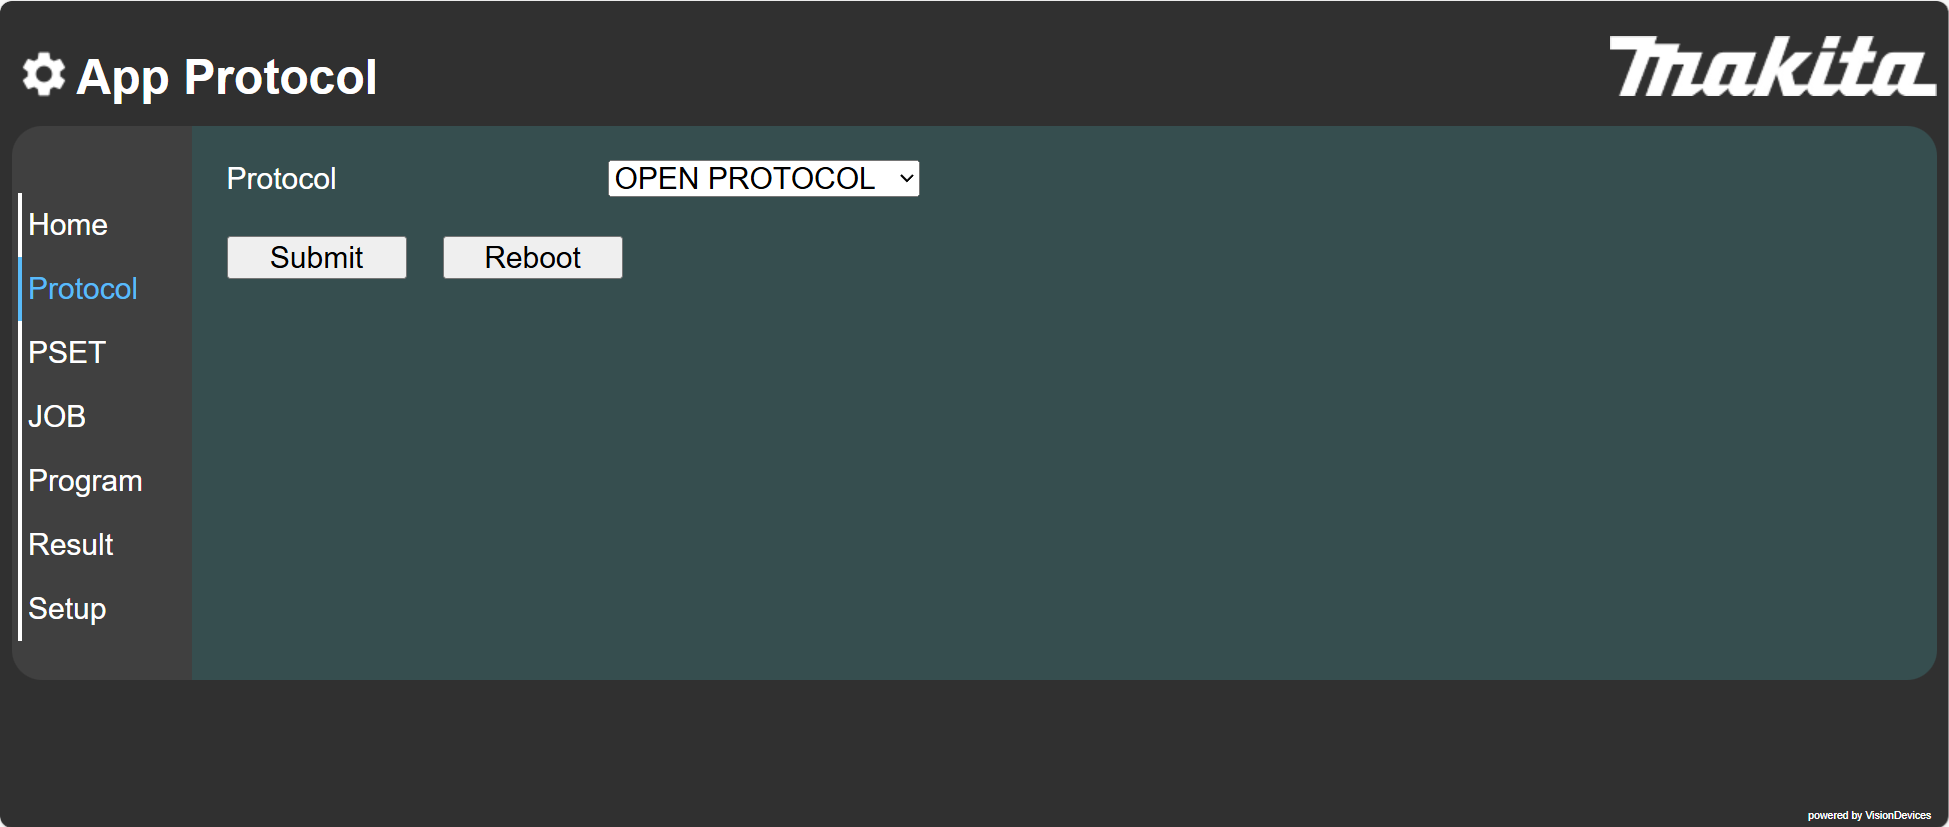 App Protocol
makita
Home
Protocol
PSET
JOB
Program
Result
Setup
Protocol OPEN PROTOCOL
Submit Reboot
powered by VisionDevices